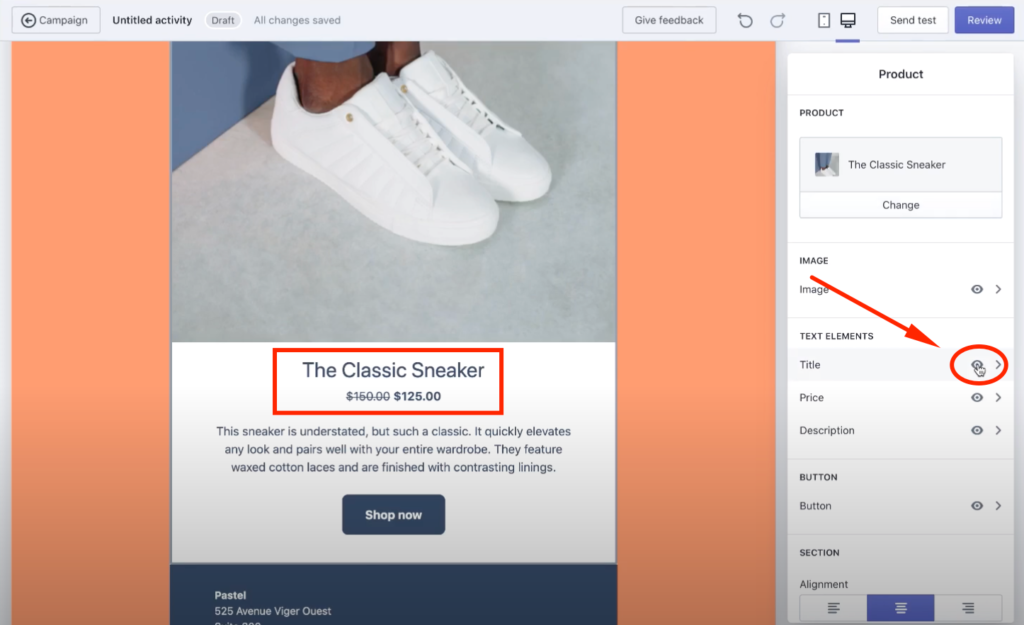 Campaign
Untitled activity
Draft
All changes saved
Give feedback
Send test
Review
The Classic Sneaker
$150.00 $125.00
This sneaker is understated, but such a classic. It quickly elevates
any look and pairs well with your entire wardrobe. They feature
waxed cotton laces and are finished with contrasting linings.
Shop now
Pastel
525 Avenue Viger Ouest
Product
PRODUCT
The Classic Sneaker
Change
IMAGE
Image
TEXT ELEMENTS
Title
Price
Description
BUTTON
Button
SECTION
Alignment